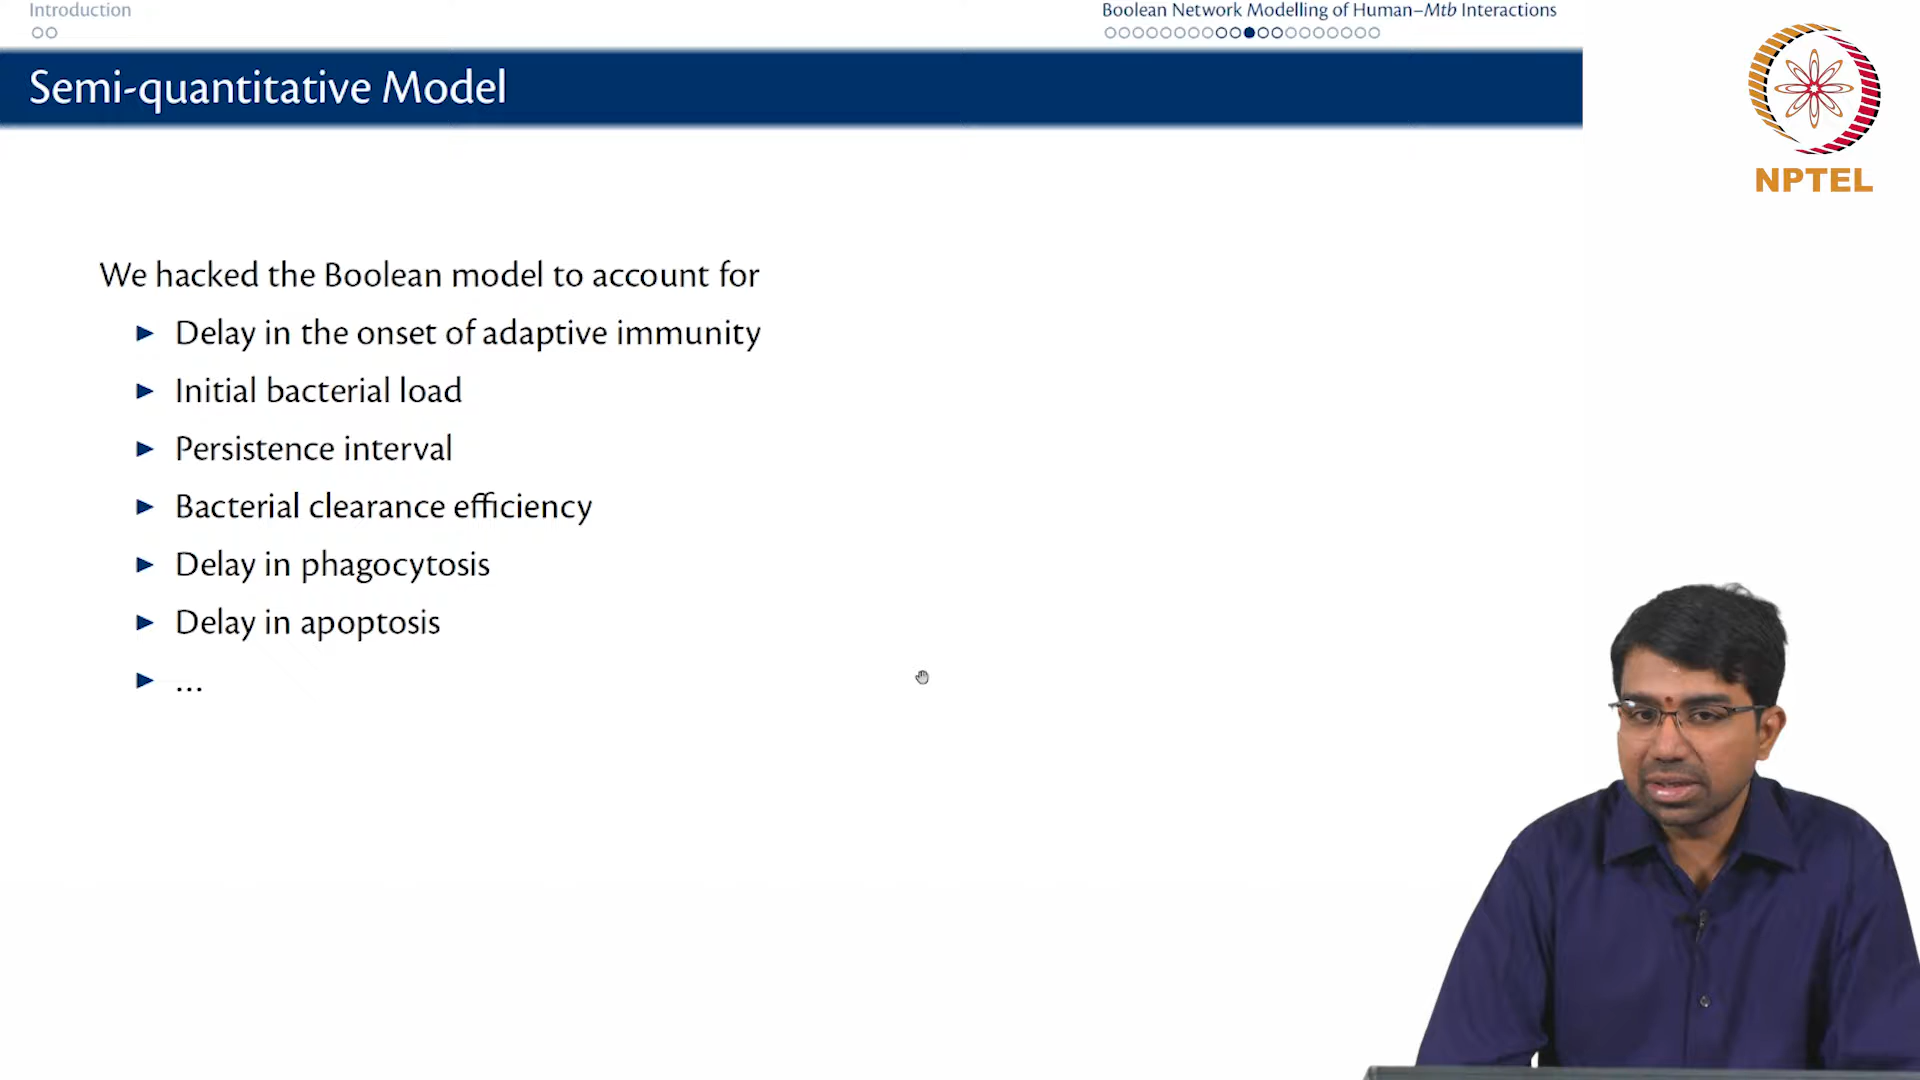 Introduction
Boolean Network Modelling of Human–Mtb Interactions
Semi-quantitative Model
NPTEL
We hacked the Boolean model to account for
Delay in the onset of adaptive immunity
Initial bacterial load
Persistence interval
Bacterial clearance efficiency
Delay in phagocytosis
Delay in apoptosis
...